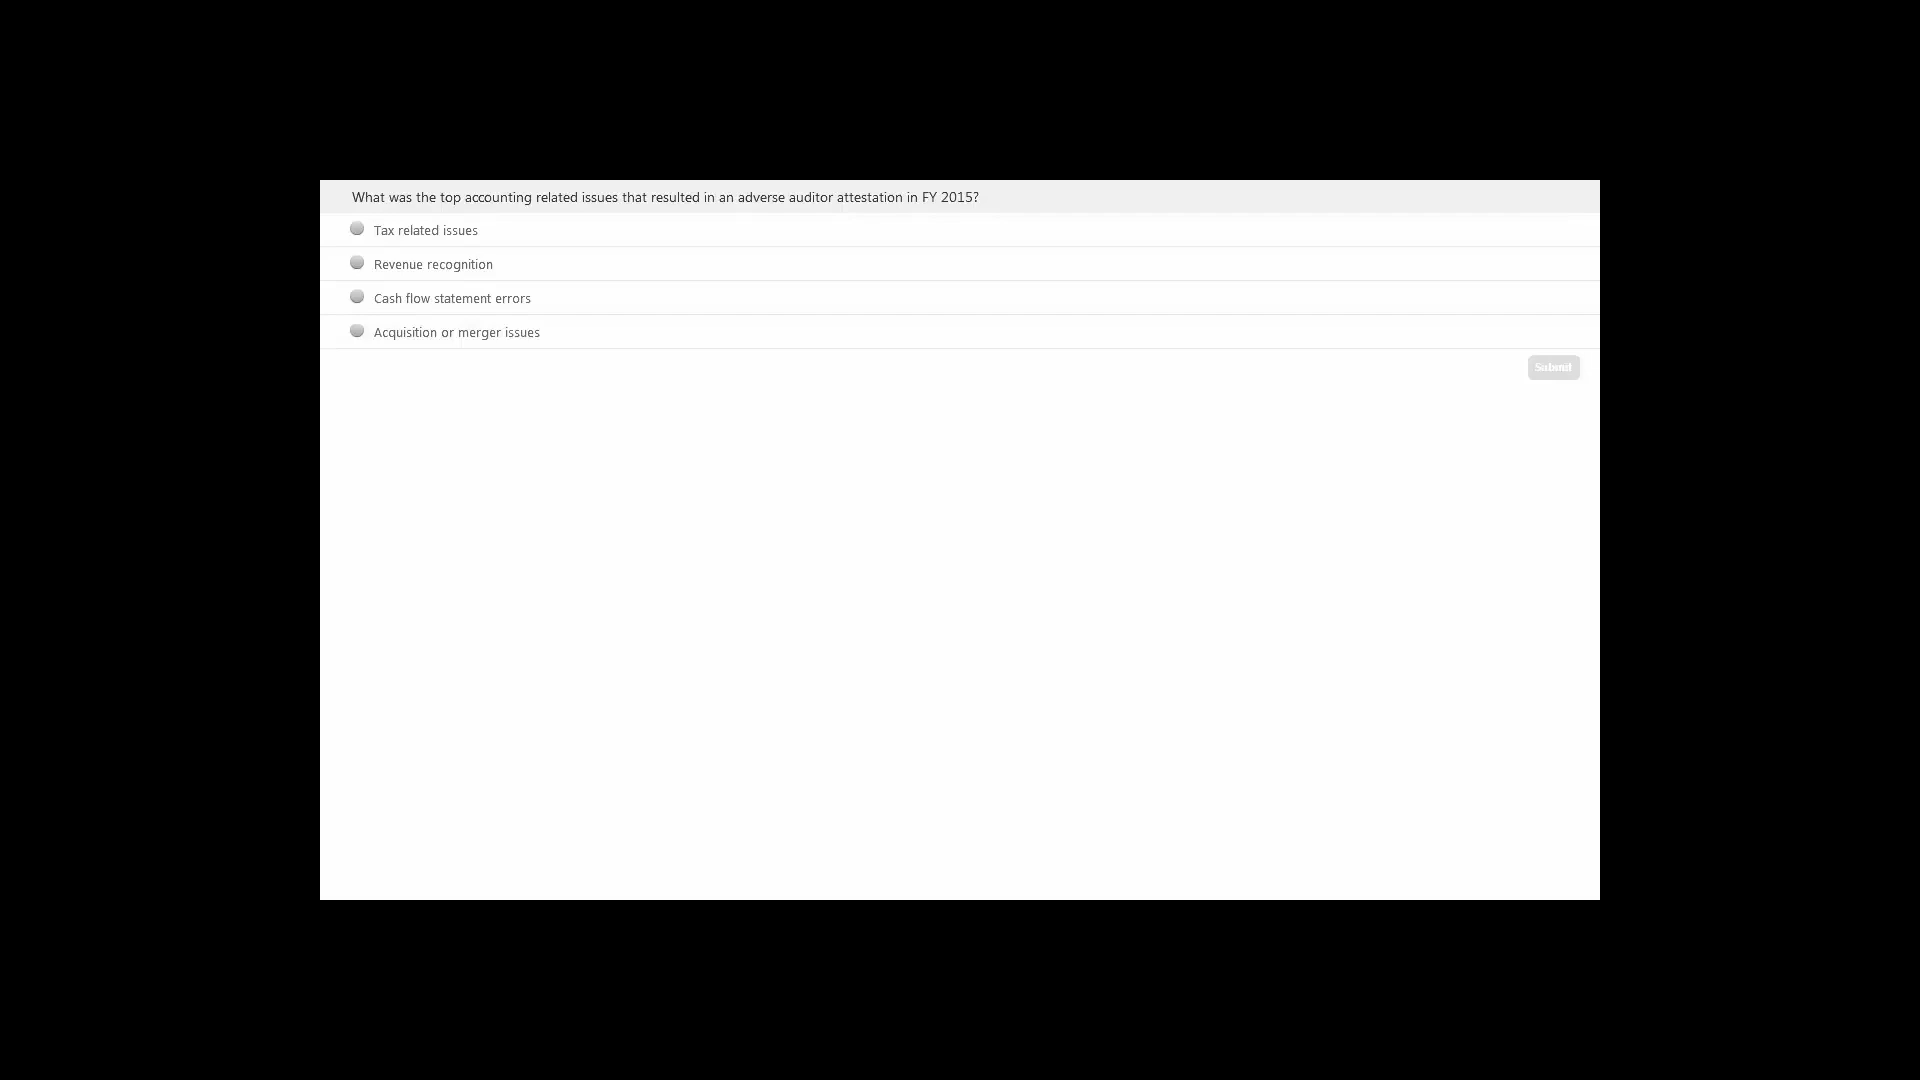 What was the top accounting related issues that resulted in an adverse auditor attestation in FY 2015?
Tax related issues
Revenue recognition
Cash flow statement errors
Acquisition or merger issues
Submit